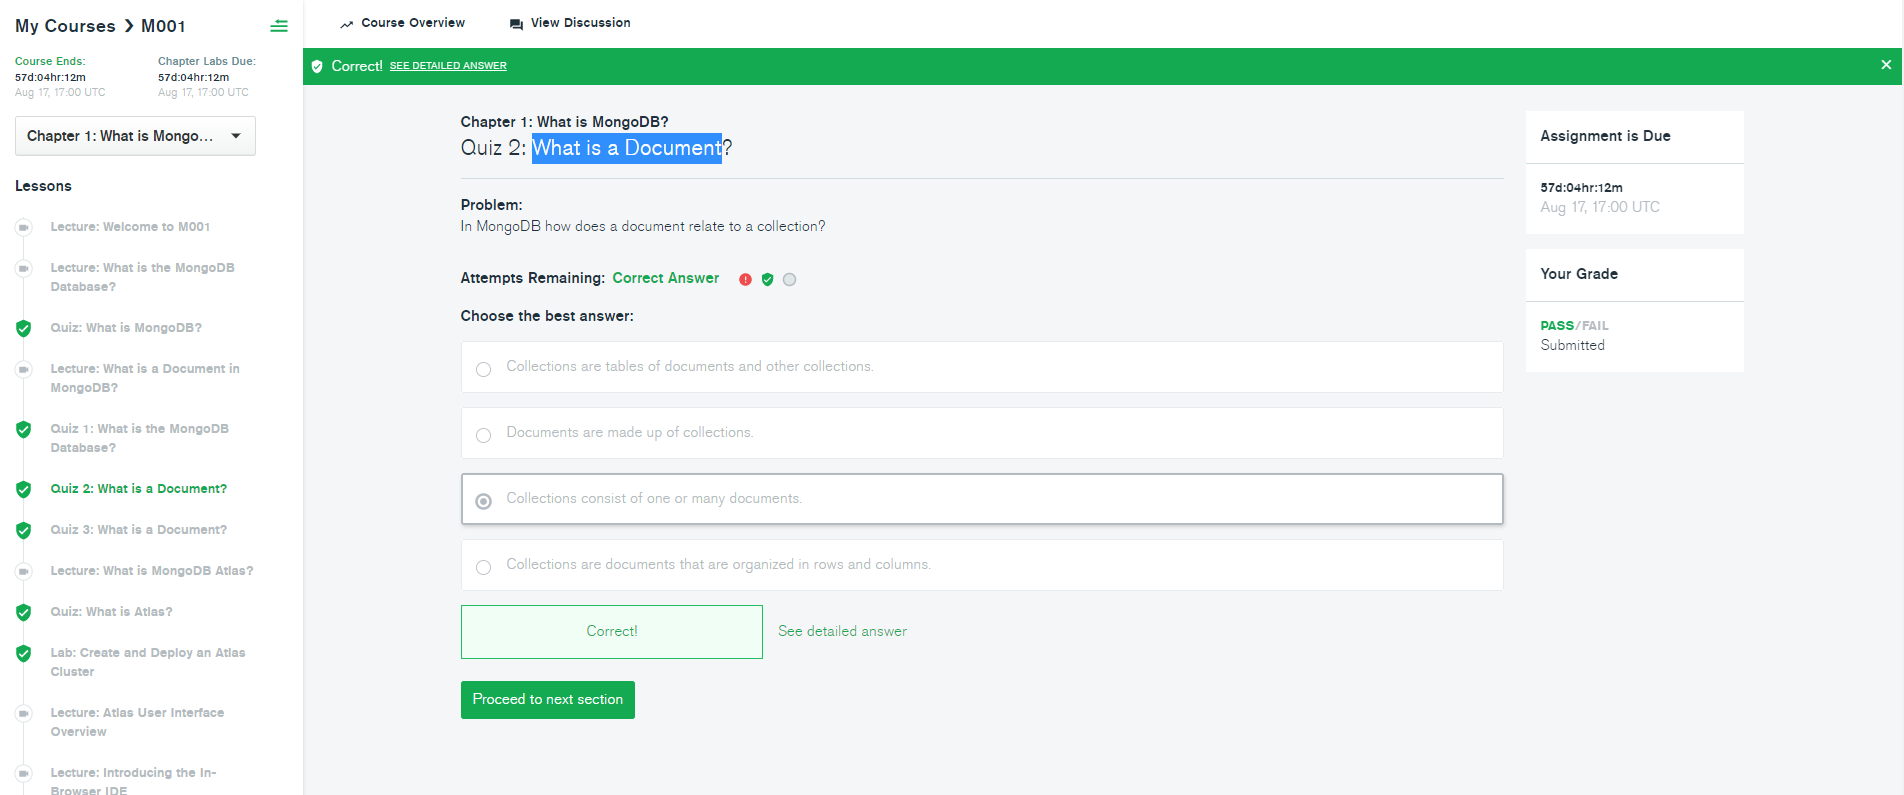 My Courses > M001
Course Ends:
57d:04hr:12m
Aug 17, 17:00 UTC
Chapter Labs Due:
57d:04hr:12m
Aug 17, 17:00 UTC
Chapter 1: What is Mongo...
Lessons
Lecture: Welcome to M001
Lecture: What is the MongoDB
Database?
Quiz: What is MongoDB?
Lecture: What is a Document in
MongoDB?
Quiz 1: What is the MongoDB
Database?
Quiz 2: What is a Document?
Quiz 3: What is a Document?
Lecture: What is MongoDB Atlas?
Quiz: What is Atlas?
Lab: Create and Deploy an Atlas
Cluster
Lecture: Atlas User Interface
Overview
Lecture: Introducing the In-
Browser IDE
Course Overview
View Discussion
Correct! SEE DETAILED ANSWER
Chapter 1: What is MongoDB?
Quiz 2: What is a Document?
Problem:
In MongoDB how does a document relate to a collection?
Attempts Remaining: Correct Answer
Choose the best answer:
Collections are tables of documents and other collections.
Documents are made up of collections.
Collections consist of one or many documents.
Collections are documents that are organized in rows and columns.
Correct!
See detailed answer
Proceed to next section
Assignment is Due
57d:04hr:12m
Aug 17, 17:00 UTC
Your Grade
PASS/FAIL
Submitted